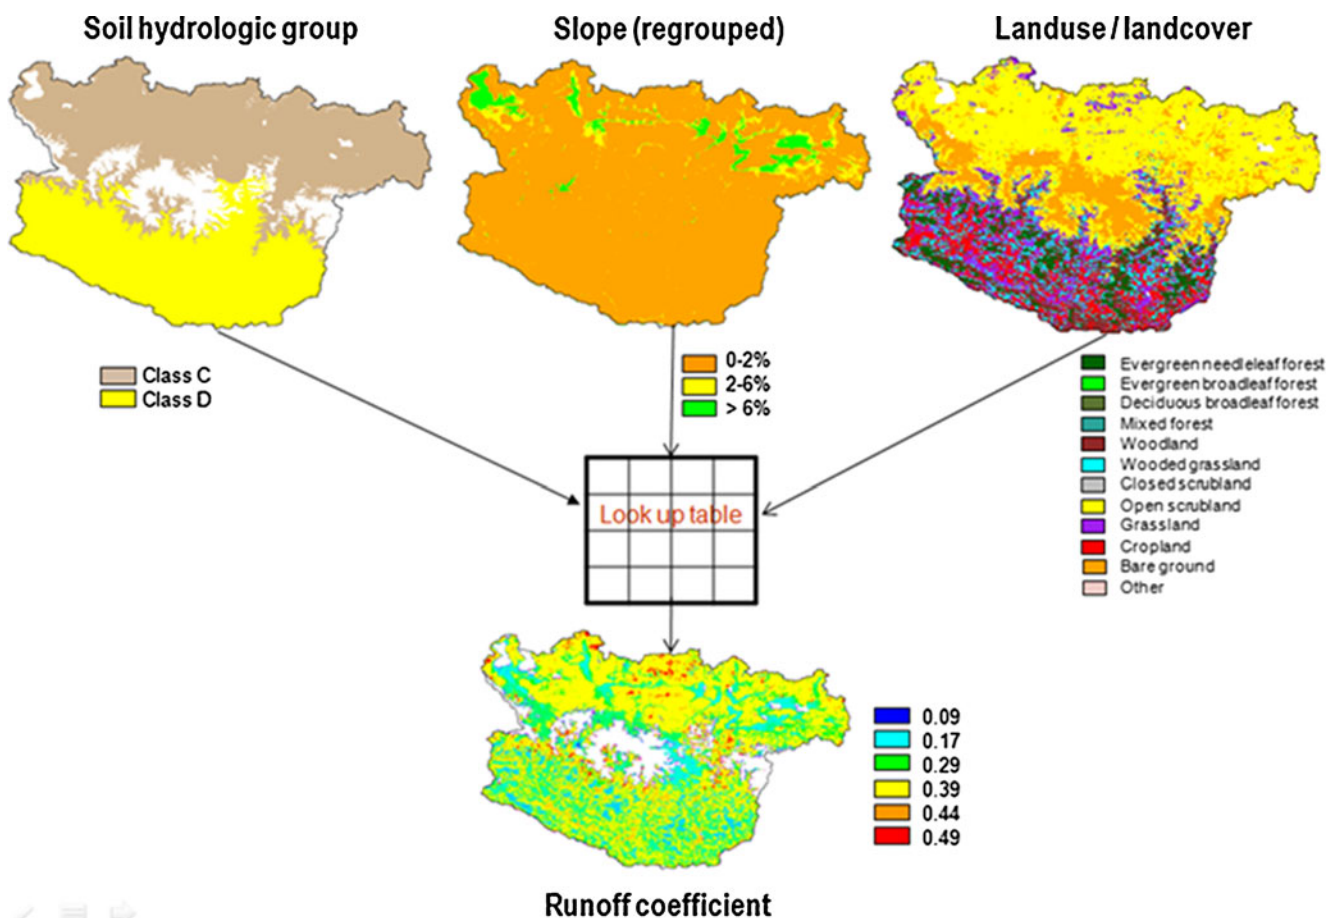 Soil hydrologic group
Slope (regrouped)
Landuse / landcover
Class C
Class D
0-2%
2-6%
> 6%
Evergreen needleleaf forest
Evergreen broadleaf forest
Deciduous broadleaf forest
Mixed forest
Woodland
Wooded grassland
Closed scrubland
Open scrubland
Grassland
Cropland
Bare ground
Other
Look up table
0.09
0.17
0.29
0.39
0.44
0.49
Runoff coefficient